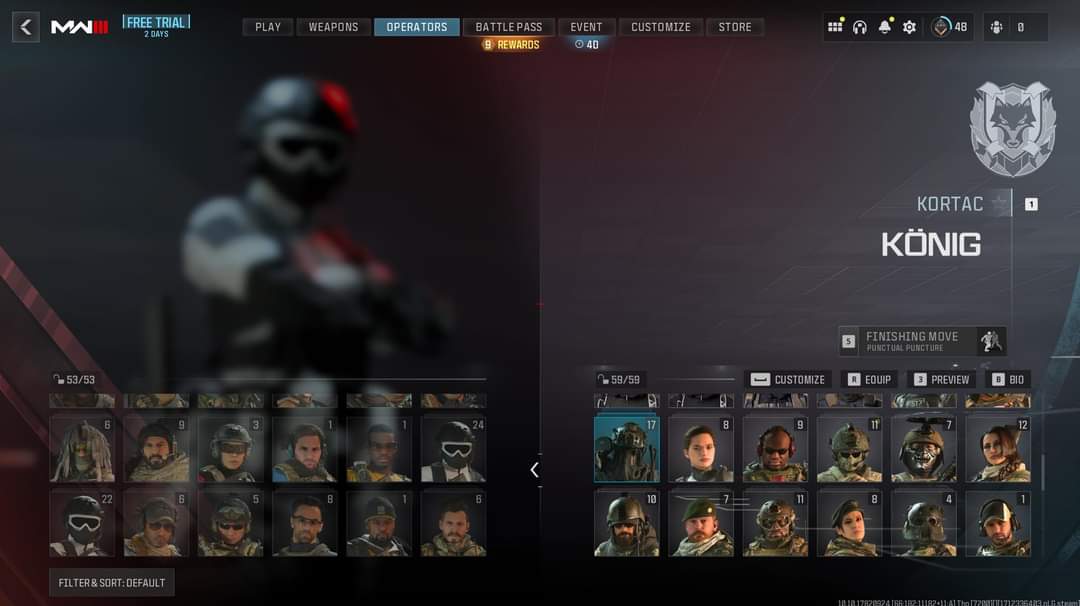 MWIII
FREE TRIAL
2 DAYS
PLAY
WEAPONS
OPERATORS
BATTLE PASS
EVENT
CUSTOMIZE
STORE
9 REWARDS
4D
48
0
KORTAC
1
KÖNIG
S FINISHING MOVE
PUNCTUAL PUNCTURE
53/53
59/59
CUSTOMIZE
R EQUIP
3 PREVIEW
B BIO
6 9 3 1 1 24
22 6 5 8 1 6
17 8 9 11 7 12
10 7 11 8 4 1
FILTER & SORT: DEFAULT